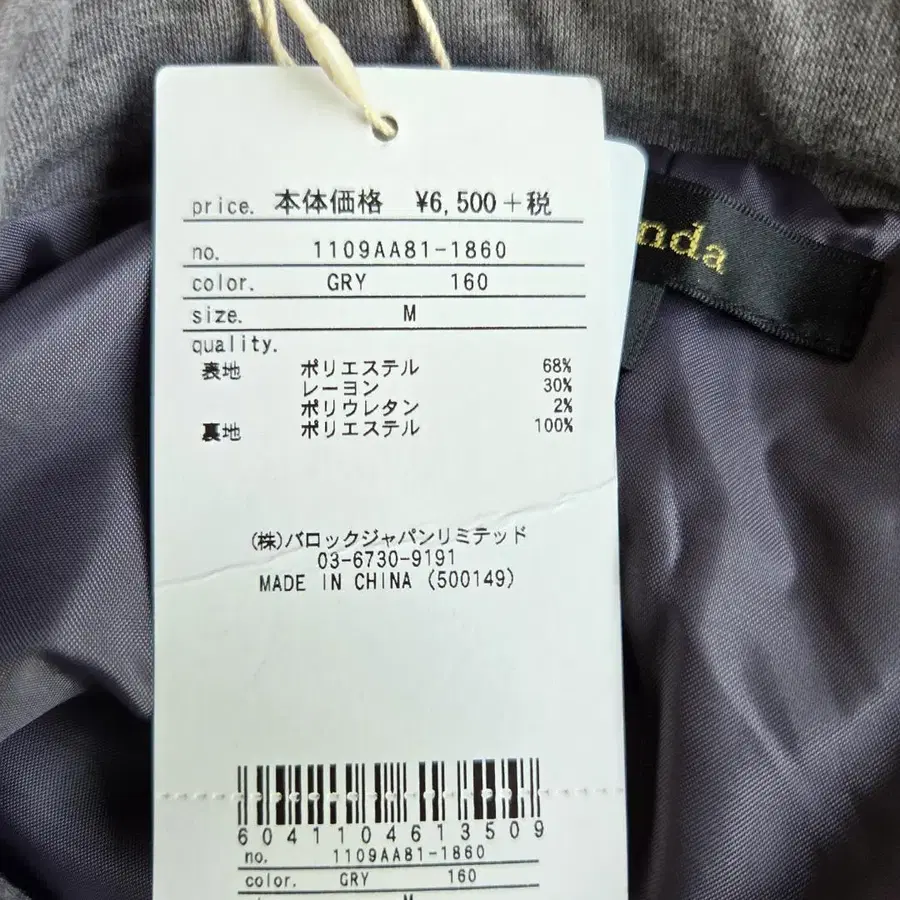 price. 本体価格 ¥6,500+税
no. 1109AA81-1860
color. GRY 160
size. M
quality.
表地 ポリエステル 68%
レーヨン 30%
ポリウレタン 2%
裏地 ポリエステル 100%
(株)バロックジャパンリミテッド
03-6730-9191
MADE IN CHINA (500149)
6041104613509
no. 1109AA81-1860
color. GRY 160
M
nda